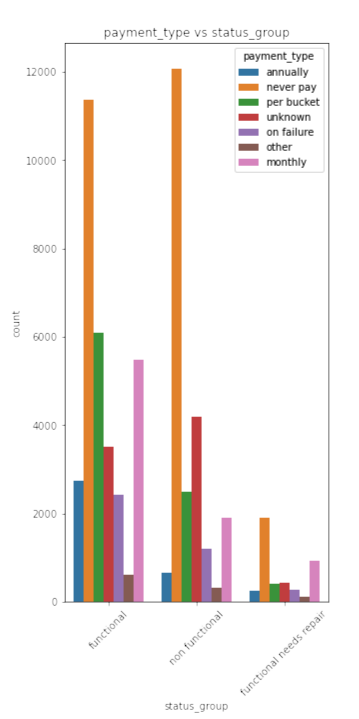 payment_type vs status_group
payment_type
annually
never pay
per bucket
unknown
on failure
other
monthly
12000
10000
8000
6000
4000
2000
0
count
functional
non functional
functional needs repair
status_group